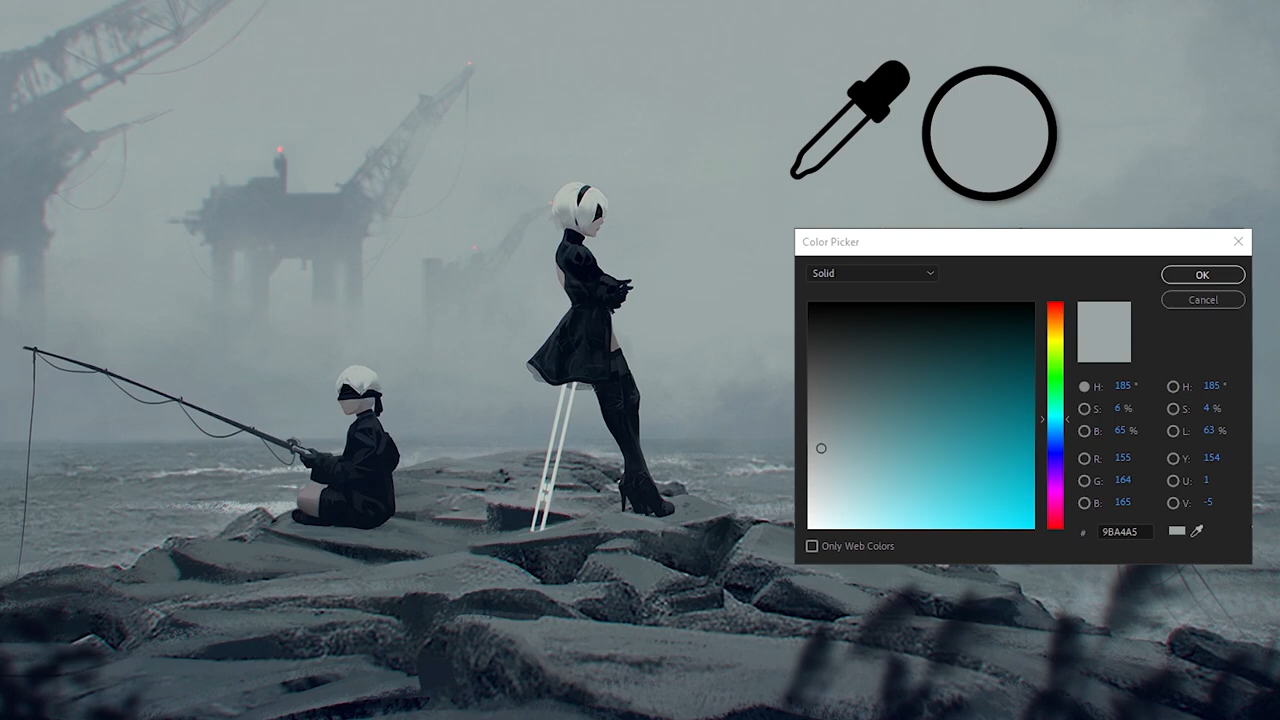 Color Picker
Solid
OK
Cancel
H: 185 °
H: 185 °
S: 6 %
S: 4 %
B: 65 %
L: 63 %
R: 155
Y: 154
G: 164
U: 1
B: 165
V: -5
# 9BA4A5
Only Web Colors